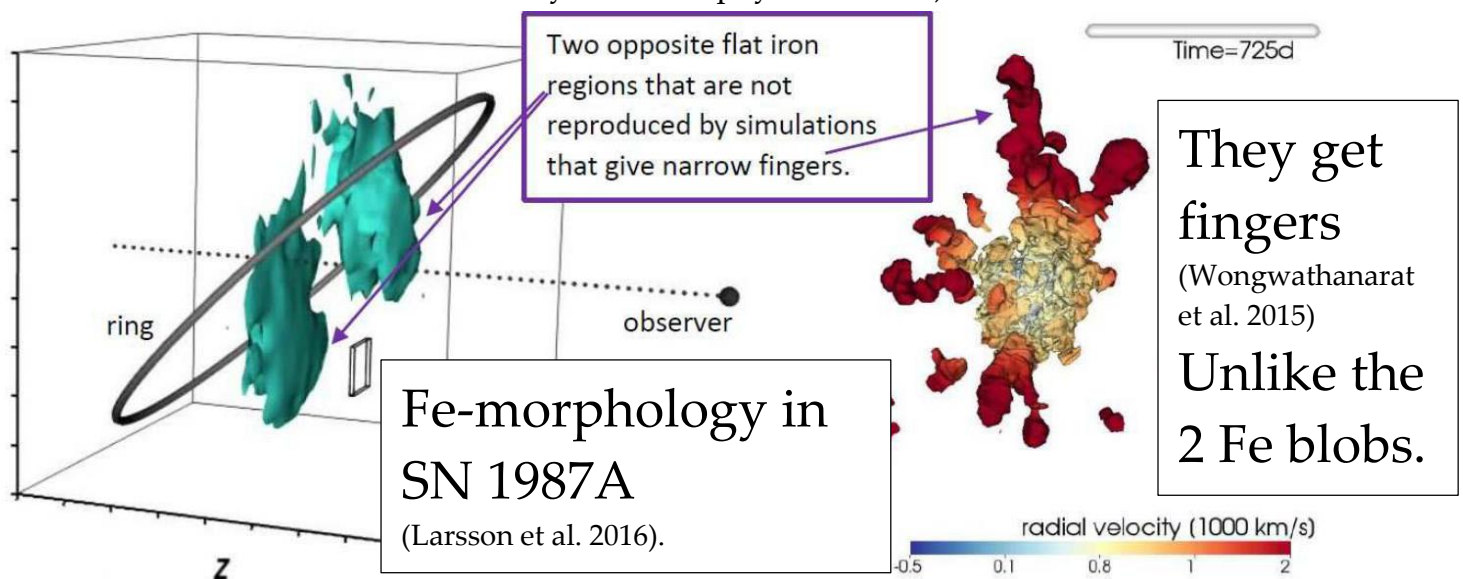 Two opposite flat iron
regions that are not
reproduced by simulations
that give narrow fingers.
Time=725d
They get
fingers
(Wongwathanarat
et al. 2015)
Unlike the
2 Fe blobs.
ring
observer
Fe-morphology in
SN 1987A
(Larsson et al. 2016).
z
radial velocity (1000 km/s)
-0.5 0.1 0.8 1 2